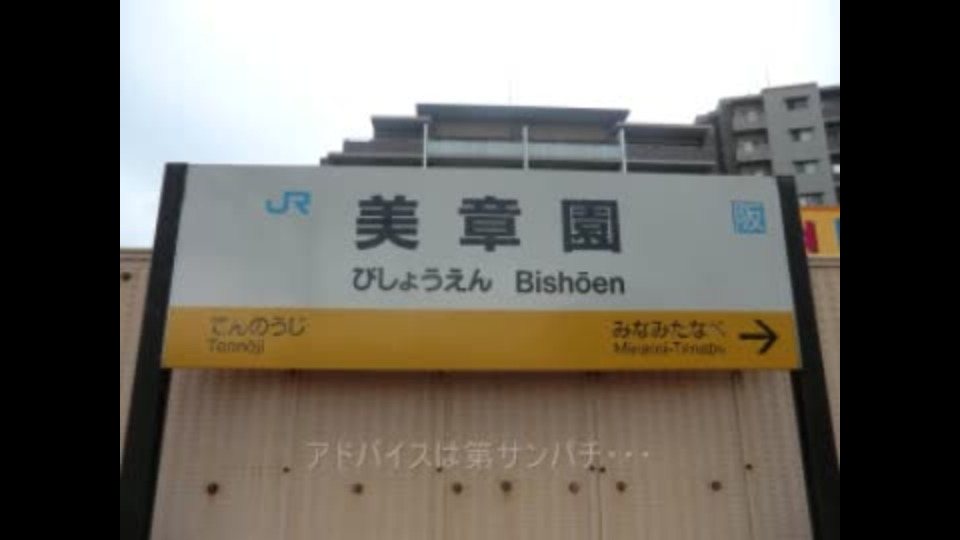 JR 美章園 阪
びしょうえん Bishōen
てんのうじ みなみたなべ →
Tennōji Minami-Tanabe
アドバイスは第サンパチ・・・